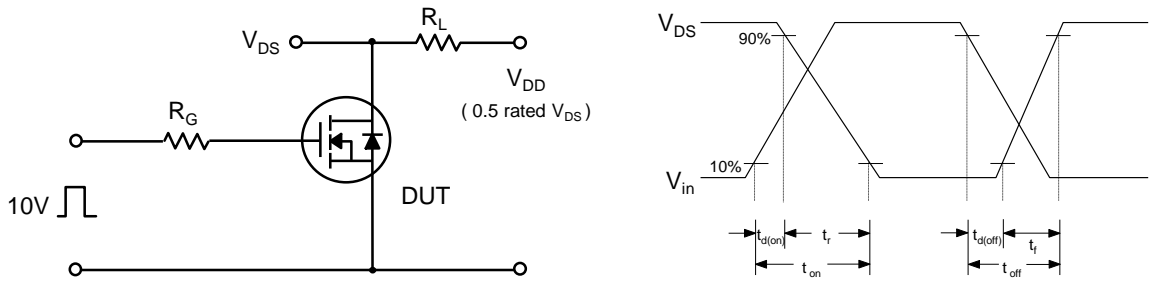 V_DS
R_L
V_DD
( 0.5 rated V_DS )
R_G
10V
DUT
V_DS
90%
10%
V_in
t_d(on)
t_r
t_on
t_d(off)
t_f
t_off